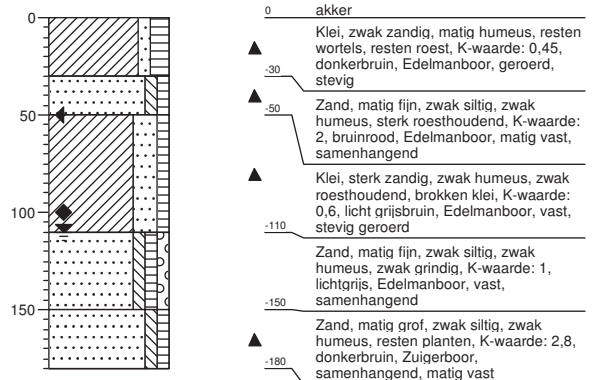 0
50
100
150
0 akker
Klei, zwak zandig, matig humeus, resten
wortels, resten roest, K-waarde: 0,45,
donkerbruin, Edelmanboor, geroerd,
stevig
-30
Zand, matig fijn, zwak siltig, zwak
humeus, sterk roesthoudend, K-waarde:
2, bruinrood, Edelmanboor, matig vast,
samenhangend
-50
Klei, sterk zandig, zwak humeus, zwak
roesthoudend, brokken klei, K-waarde:
0,6, licht grijsbruin, Edelmanboor, vast,
stevig geroerd
-110
Zand, matig fijn, zwak siltig, zwak
humeus, zwak grindig, K-waarde: 1,
lichtgrijs, Edelmanboor, vast,
samenhangend
-150
Zand, matig grof, zwak siltig, zwak
humeus, resten planten, K-waarde: 2,8,
donkerbruin, Zuigerboor,
samenhangend, matig vast
-180